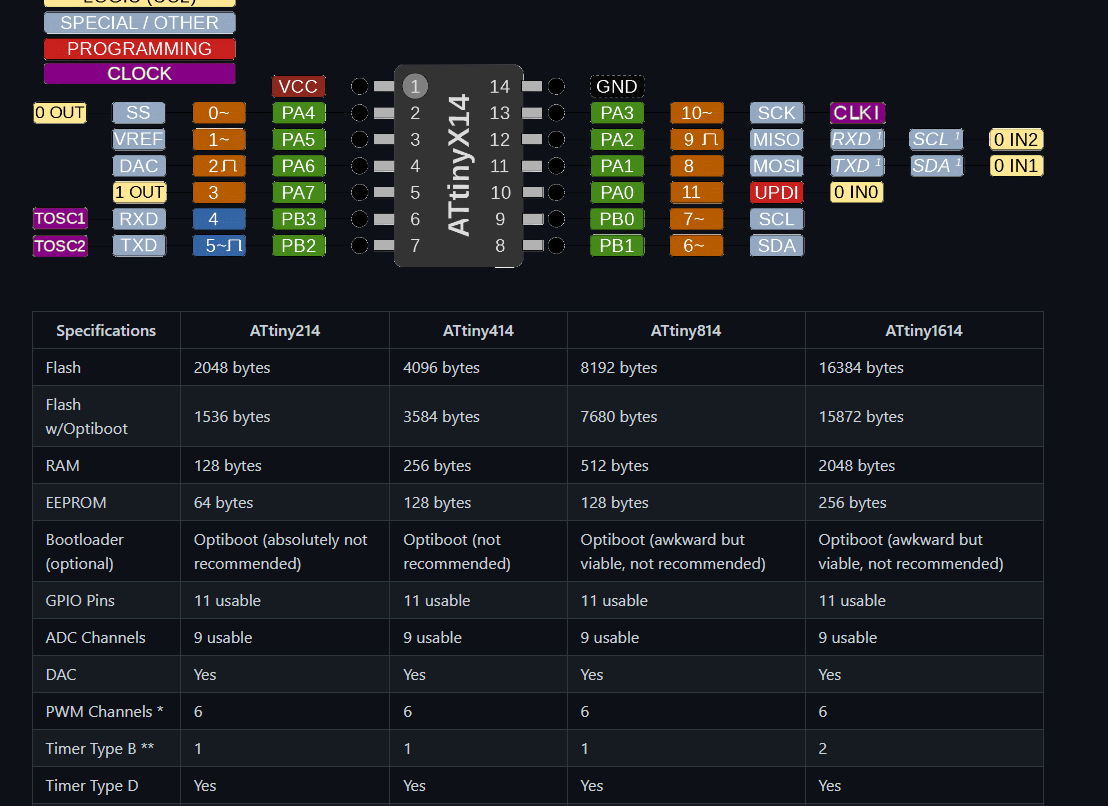 LOGIC (CCL)
SPECIAL / OTHER
PROGRAMMING
CLOCK
VCC 1 14 GND
0 OUT SS 0~ PA4 2 13 PA3 10~ SCK CLKI
VREF 1~ PA5 3 12 PA2 9 MISO RXD ¹ SCL ¹ 0 IN2
DAC 2 PA6 4 11 PA1 8 MOSI TXD ¹ SDA ¹ 0 IN1
1 OUT 3 PA7 5 10 PA0 11 UPDI 0 IN0
TOSC1 RXD 4 PB3 6 9 PB0 7~ SCL
TOSC2 TXD 5~ PB2 7 8 PB1 6~ SDA
ATtinyX14
Specifications ATtiny214 ATtiny414 ATtiny814 ATtiny1614
Flash 2048 bytes 4096 bytes 8192 bytes 16384 bytes
Flash
w/Optiboot 1536 bytes 3584 bytes 7680 bytes 15872 bytes
RAM 128 bytes 256 bytes 512 bytes 2048 bytes
EEPROM 64 bytes 128 bytes 128 bytes 256 bytes
Bootloader Optiboot (absolutely not Optiboot (not Optiboot (awkward but Optiboot (awkward but
(optional) recommended) recommended) viable, not recommended) viable, not recommended)
GPIO Pins 11 usable 11 usable 11 usable 11 usable
ADC Channels 9 usable 9 usable 9 usable 9 usable
DAC Yes Yes Yes Yes
PWM Channels * 6 6 6 6
Timer Type B ** 1 1 1 2
Timer Type D Yes Yes Yes Yes